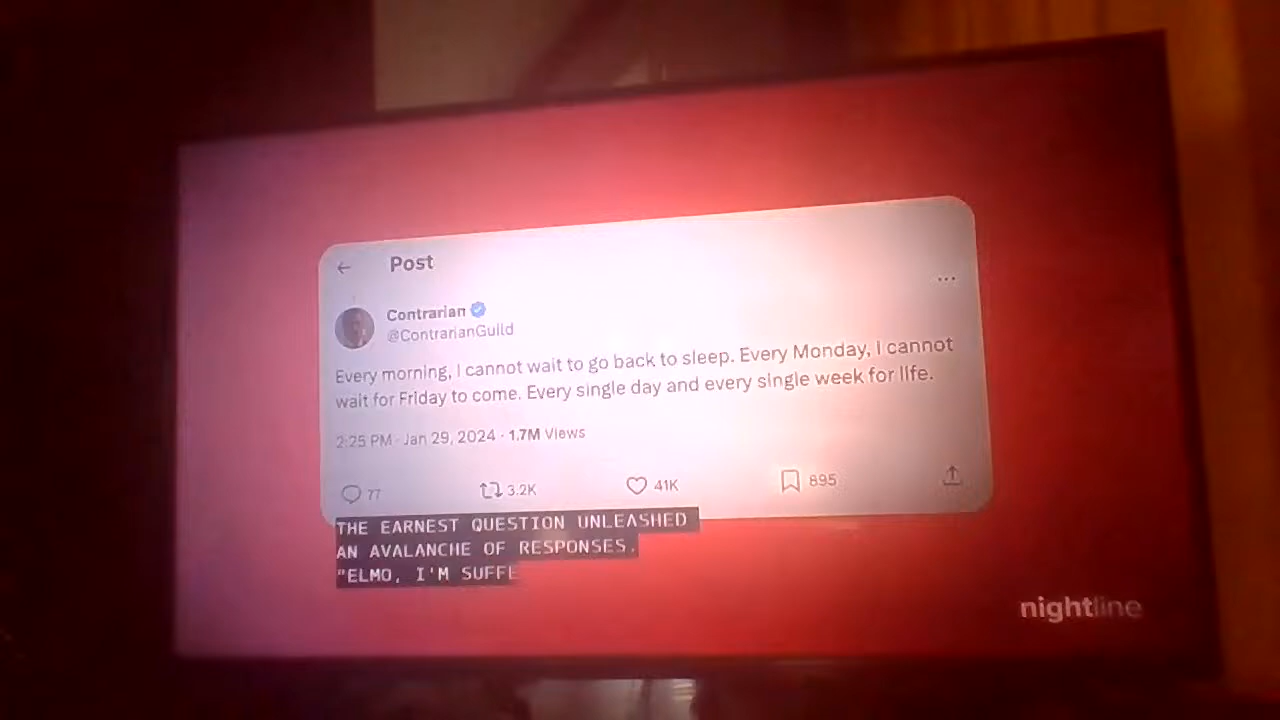 Post
Contrarian
@ContrarianGuild
Every morning, I cannot wait to go back to sleep. Every Monday, I cannot
wait for Friday to come. Every single day and every single week for life.
2:25 PM · Jan 29, 2024 · 1.7M Views
77 3.2K 41K 895
THE EARNEST QUESTION UNLEASHED
AN AVALANCHE OF RESPONSES.
"ELMO, I'M SUFFE
nightline